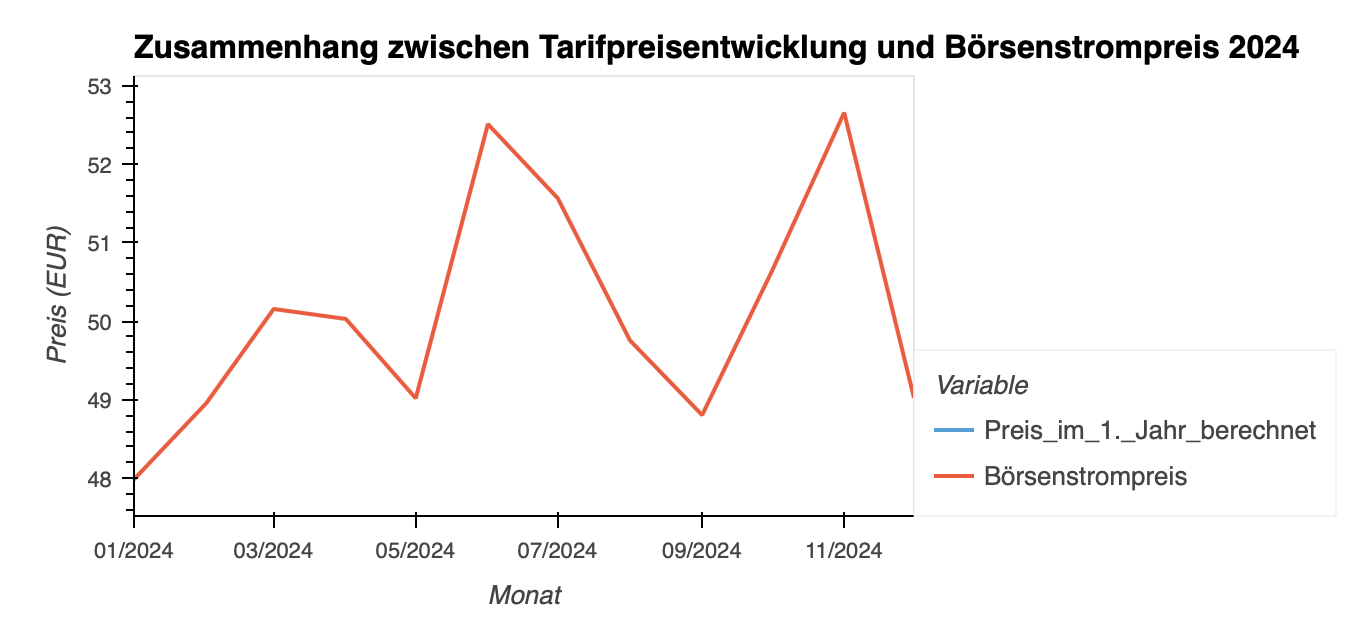 Zusammenhang zwischen Tarifpreisentwicklung und Börsenstrompreis 2024
53
52
51
50
49
48
Preis (EUR)
01/2024 03/2024 05/2024 07/2024 09/2024 11/2024
Monat
Variable
Preis_im_1._Jahr_berechnet
Börsenstrompreis